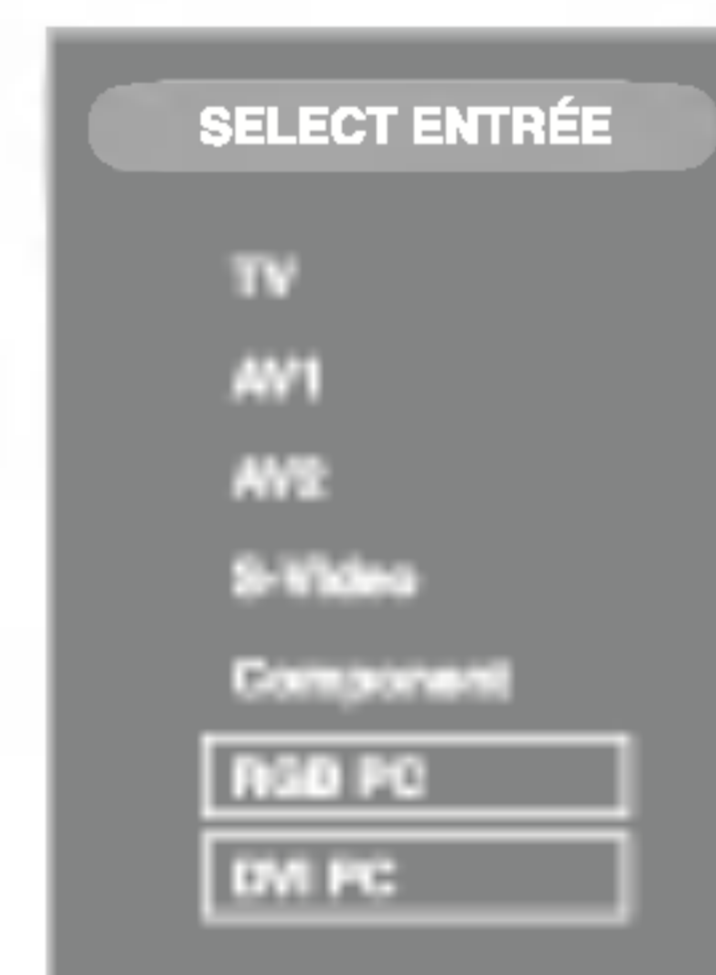 SELECT ENTRÉE
TV
AV1
AV2
S-Video
Component
RGB PC
DVI PC